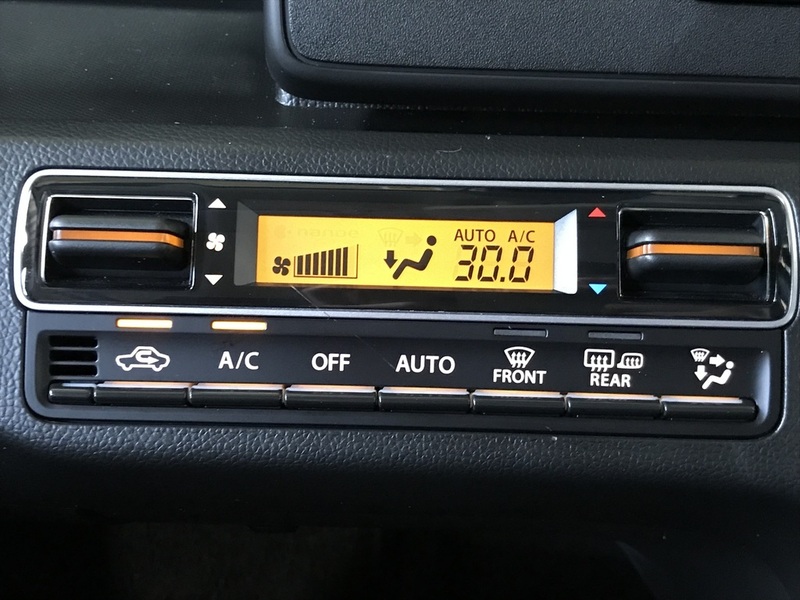 nanoe
AUTO A/C
30.0
A/C OFF AUTO FRONT REAR